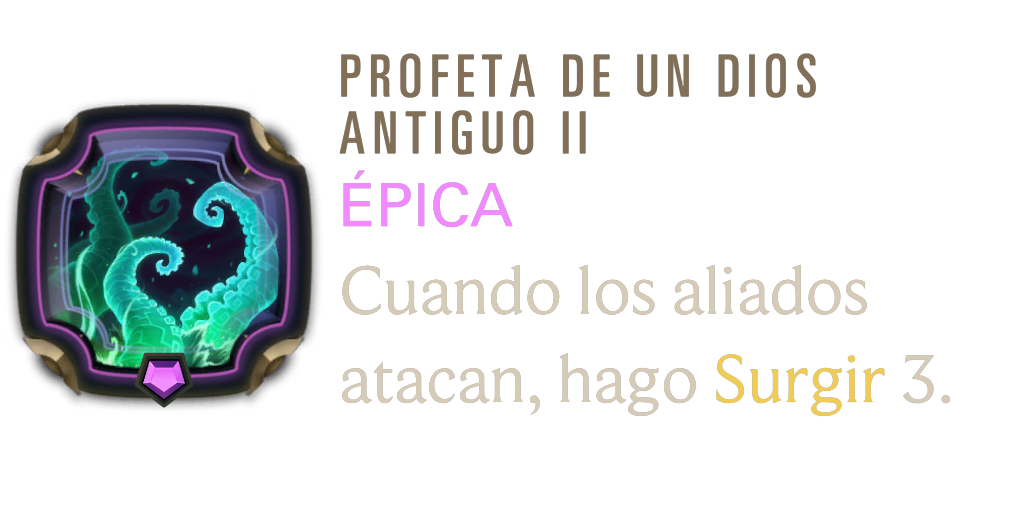 PROFETA DE UN DIOS
ANTIGUO II
ÉPICA
Cuando los aliados
atacan, hago Surgir 3.